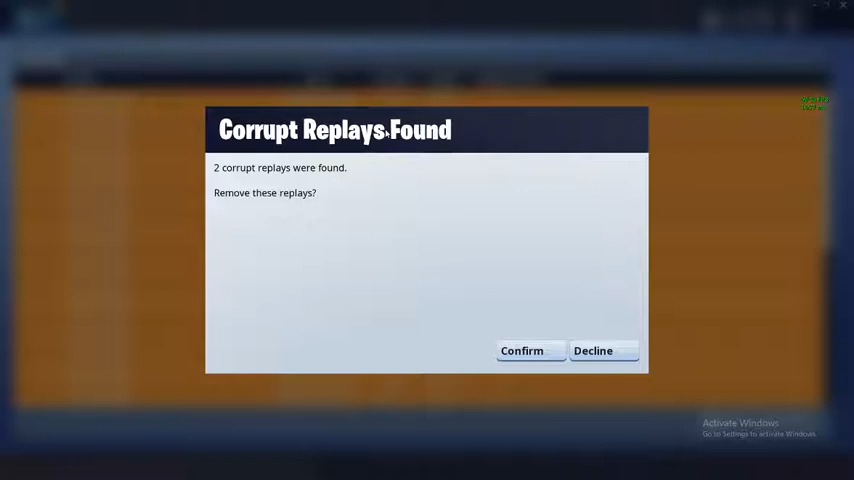 Corrupt Replays Found
2 corrupt replays were found.
Remove these replays?
Confirm
Decline
Activate Windows
Go to Settings to activate Windows.